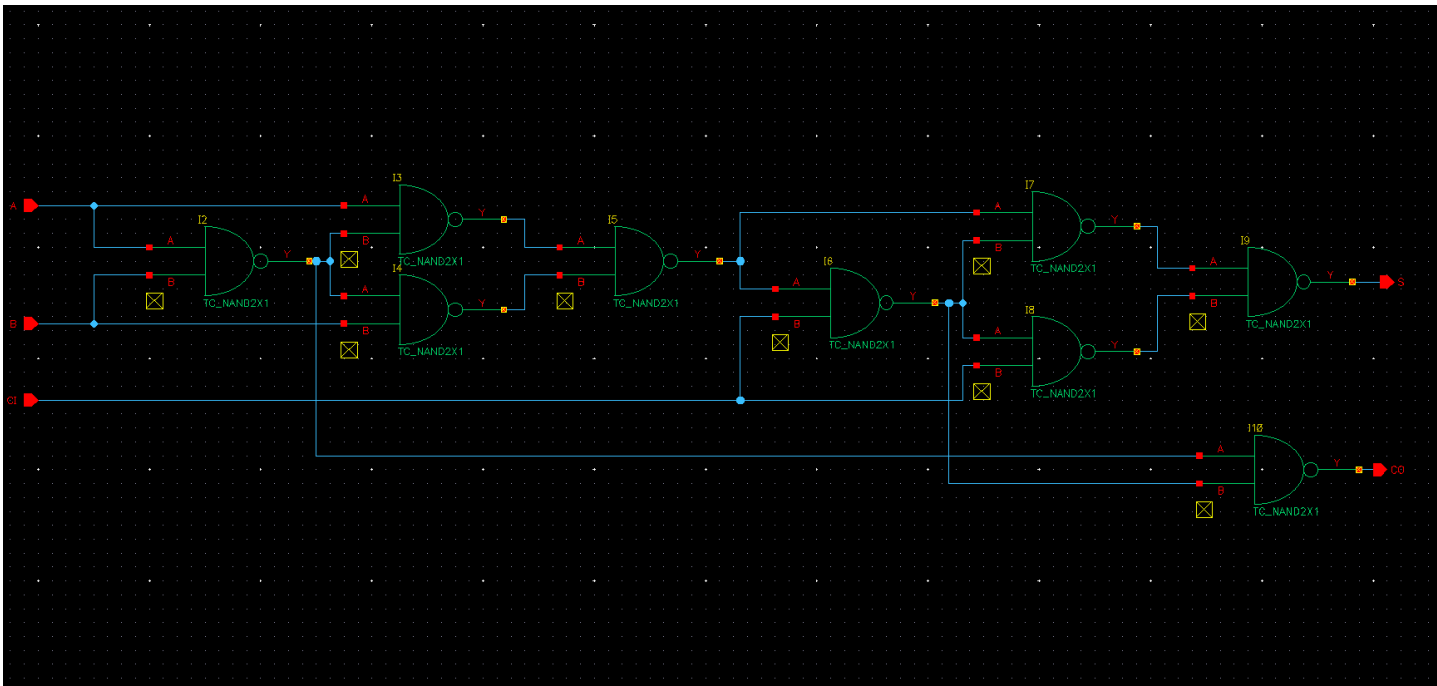 I3
I7
A
A
A
Y
I2
B
I5
Y
I9
A
Y
A
Y
B
A
Y
B
TC_NAND2X1
I4
B
I6
TC_NAND2X1
Y
S
TC_NAND2X1
A
Y
TC_NAND2X1
A
Y
I8
B
B
B
B
A
Y
TC_NAND2X1
TC_NAND2X1
TC_NAND2X1
B
TC_NAND2X1
CI
I10
A
Y
CO
B
TC_NAND2X1